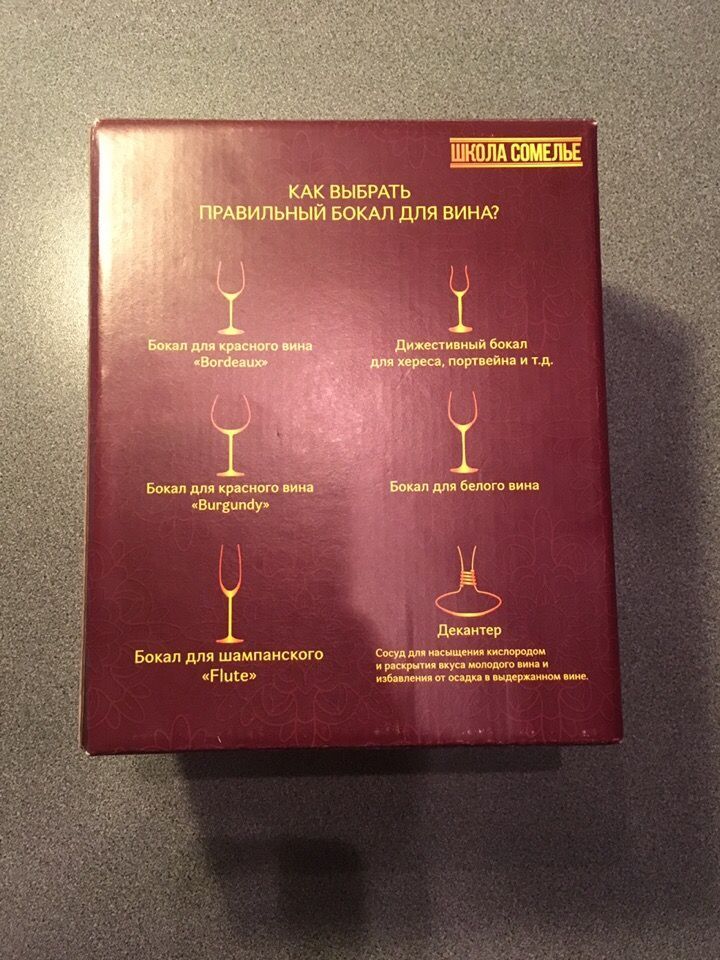 ШКОЛА СОМЕЛЬЕ
КАК ВЫБРАТЬ
ПРАВИЛЬНЫЙ БОКАЛ ДЛЯ ВИНА?
Бокал для красного вина
«Bordeaux»
Дижестивный бокал
для хереса, портвейна и т.д.
Бокал для красного вина
«Burgundy»
Бокал для белого вина
Бокал для шампанского
«Flute»
Декантер
Сосуд для насыщения кислородом
и раскрытия вкуса молодого вина и
избавления от осадка в выдержанном вине.